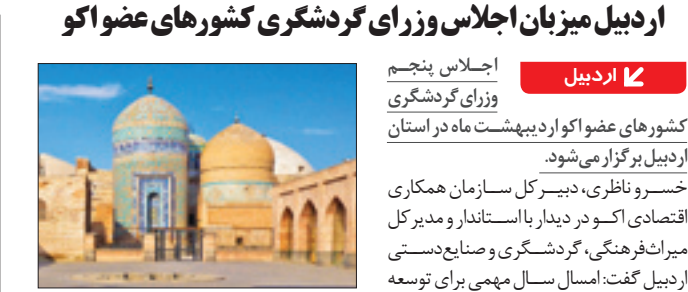 اردبیل میزبان اجلاس وزرای گردشگری کشورهای عضو اکو
اردبیل
اجلاس پنجم
وزرای گردشگری
کشورهای عضو اکو اردیبهشت ماه در استان
اردبیل برگزار می‌شود.
خسرو ناظری، دبیر کل سازمان همکاری
اقتصادی اکو در دیدار با استاندار و مدیر کل
میراث‌فرهنگی، گردشگری و صنایع‌دستی
اردبیل گفت: امسال سال مهمی برای توسعه